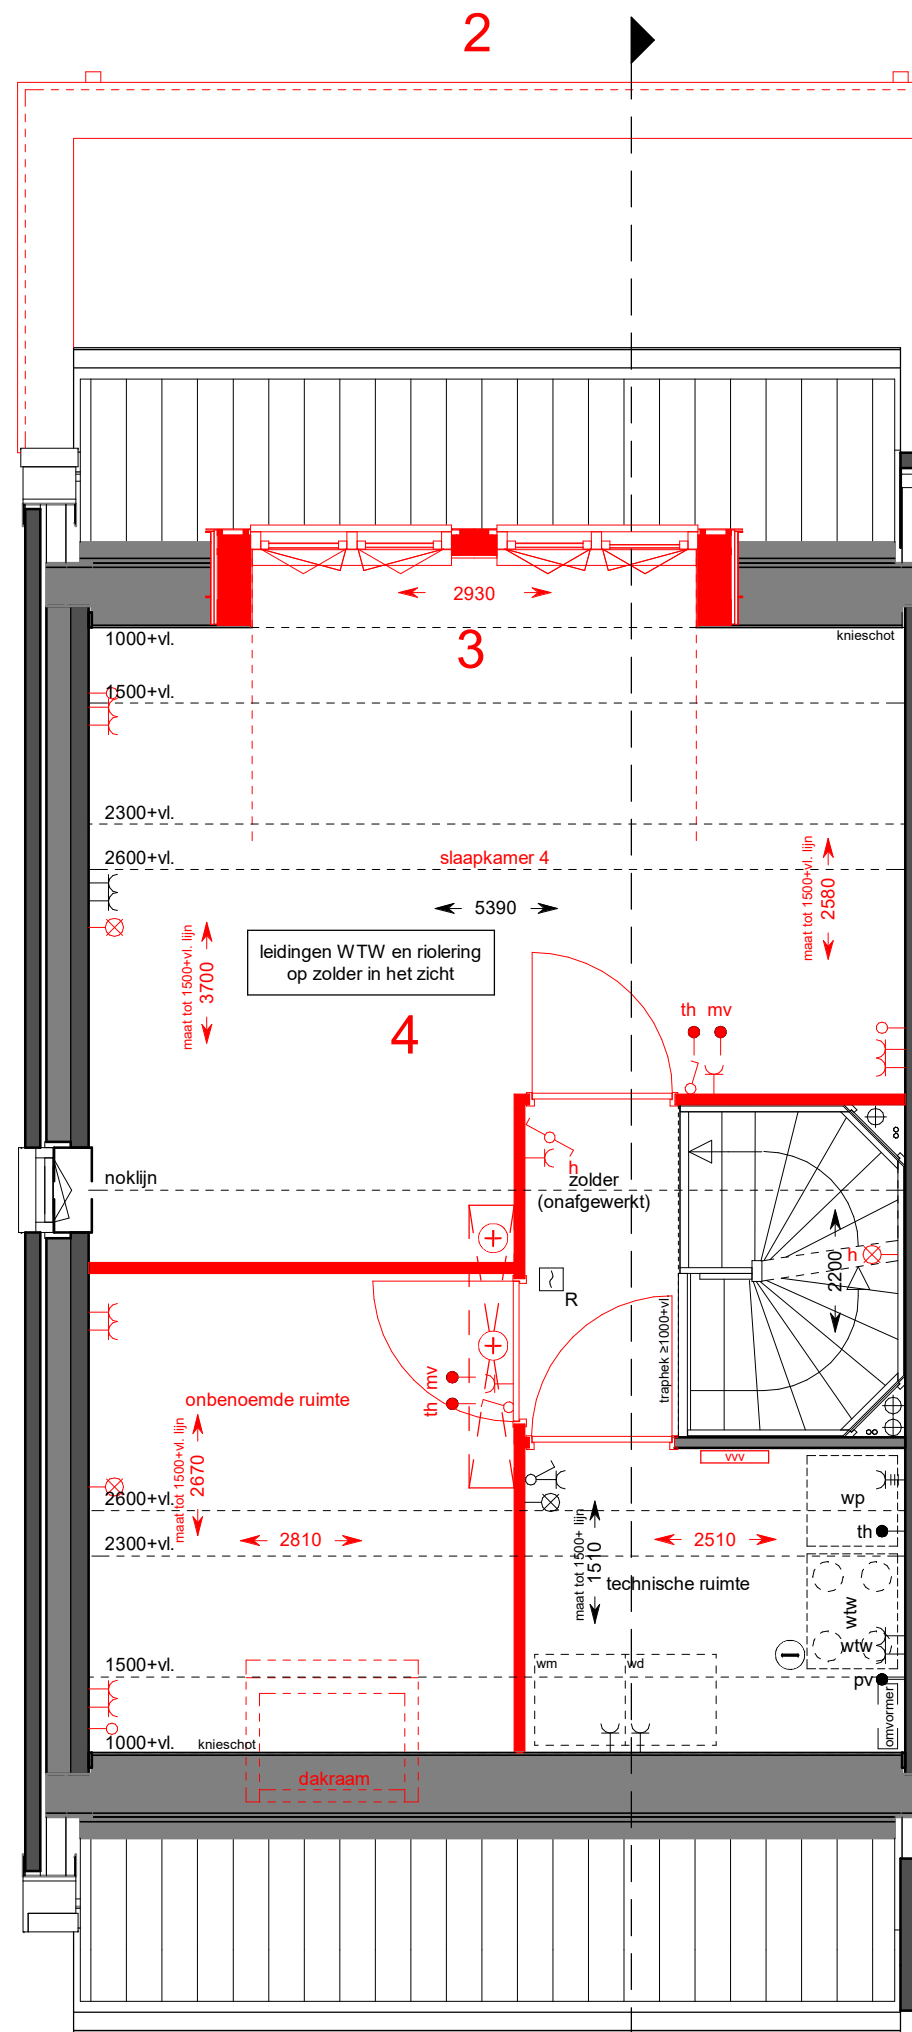 2
2930
3
1000+vl.
knieschot
1500+vl.
2300+vl.
2600+vl.
slaapkamer 4
maat tot 1500+vl. lijn
2580
5390
leidingen WTW en riolering
op zolder in het zicht
maat tot 1500+vl. lijn
3700
4
th mv
h
noklijn
zolder
(onafgewerkt)
h
2200
R
traphek ≥1000+vl.
mv
th
onbenoemde ruimte
maat tot 1500+vl. lijn
2670
vvv
2600+vl.
wp
th
2300+vl.
2810
maat tot 1500+ lijn
1510
2510
technische ruimte
wtw
wtw
1500+vl.
wm
wd
pv
omvormer
1000+vl.
knieschot
dakraam